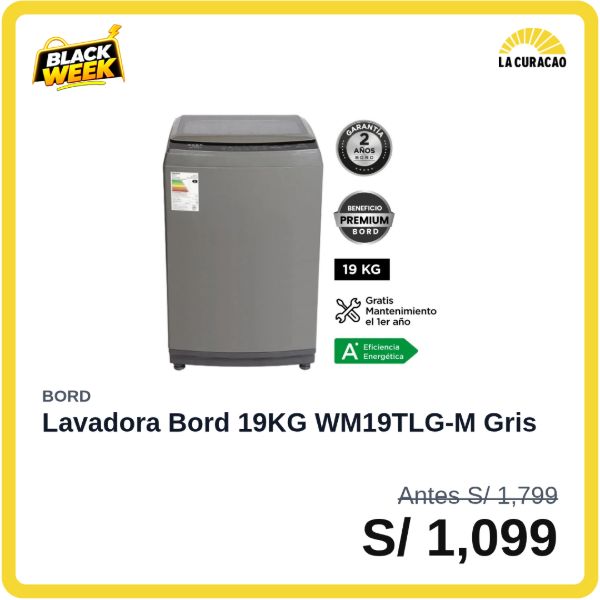 BLACK
WEEK
LA CURACAO
GARANTÍA
2
AÑOS
BORD
BENEFICIO
PREMIUM
BORD
19 KG
Gratis
Mantenimiento
el 1er año
A+
Eficiencia
Energética
BORD
Lavadora Bord 19KG WM19TLG-M Gris
Antes S/ 1,799
S/ 1,099